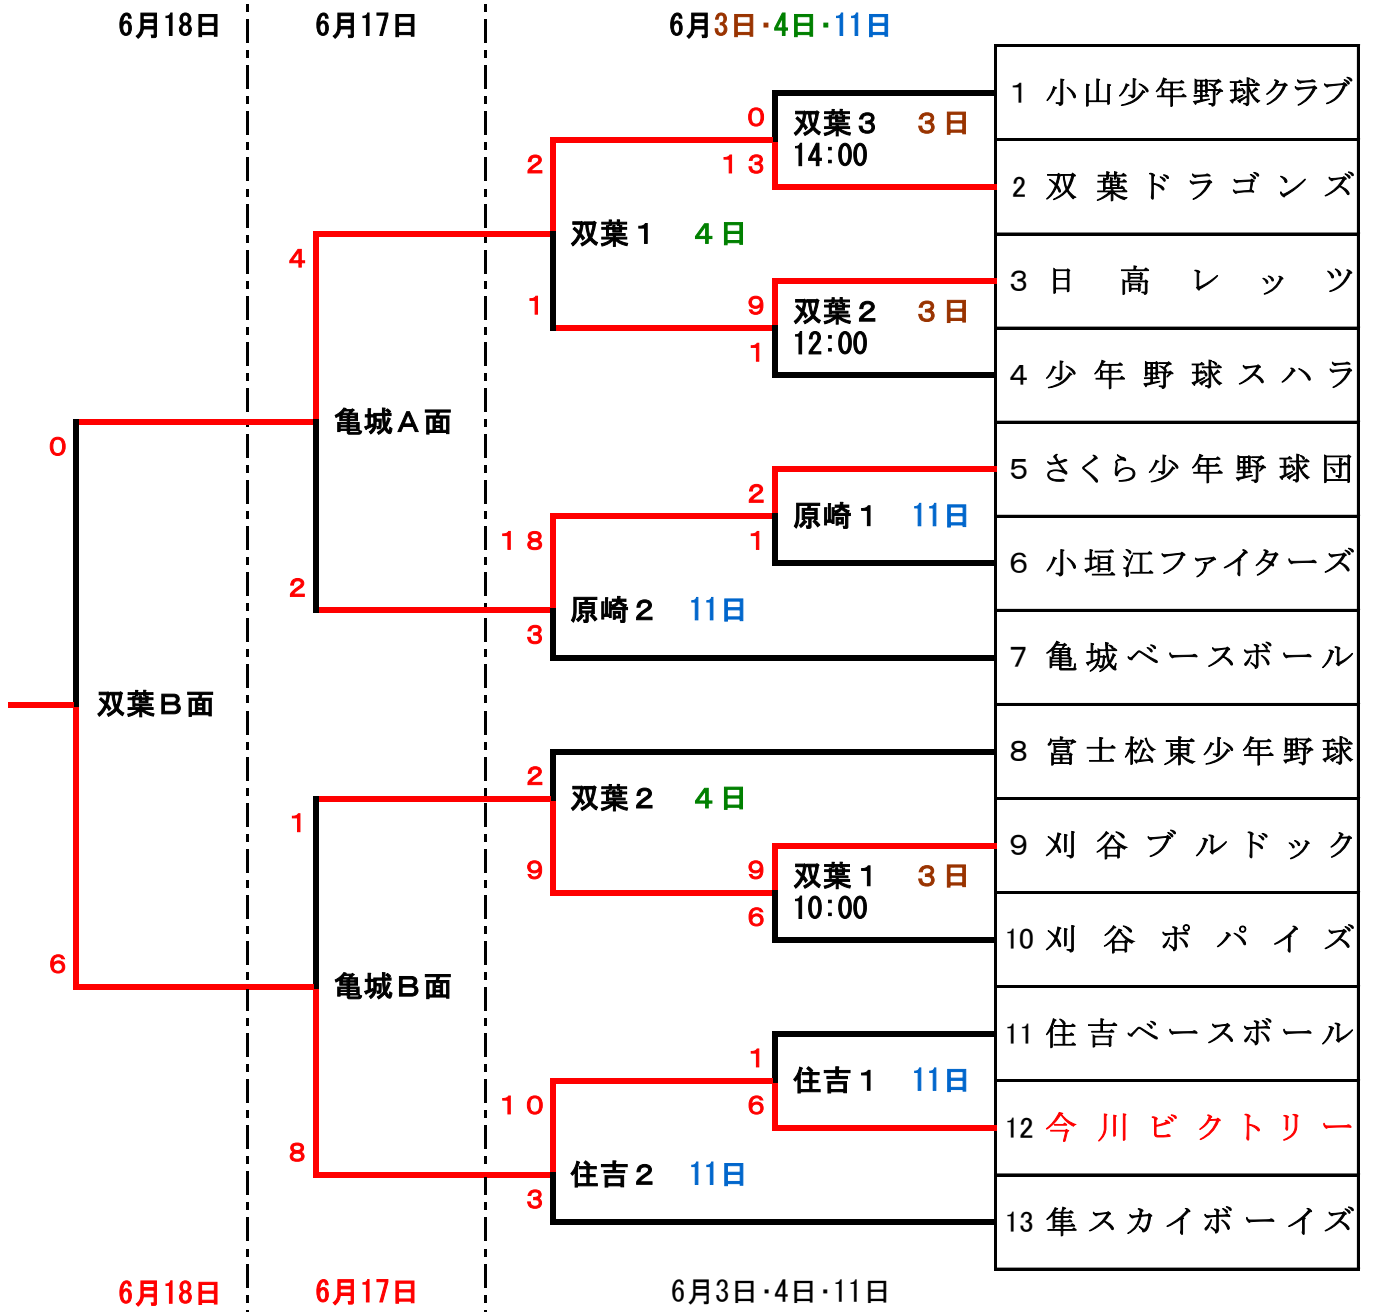 6月18日 6月17日 6月3日・4日・11日
1 小山少年野球クラブ
0 双葉3 3日
14:00
2 13
2 双葉ドラゴンズ
双葉1 4日
4
3 日高レッツ
1 9 双葉2 3日
12:00
1
4 少年野球スハラ
亀城A面
0
5 さくら少年野球団
2
原崎1 11日
18 1
6 小垣江ファイターズ
2
原崎2 11日
3
7 亀城ベースボール
双葉B面
8 富士松東少年野球
2
双葉2 4日
1
9 刈谷ブルドック
9 9 双葉1 3日
10:00
6
10 刈谷ポパイズ
6
亀城B面
11 住吉ベースボール
1
住吉1 11日
10 6
12 今川ビクトリー
8
住吉2 11日
3
13 隼スカイボーイズ
6月18日 6月17日 6月3日・4日・11日